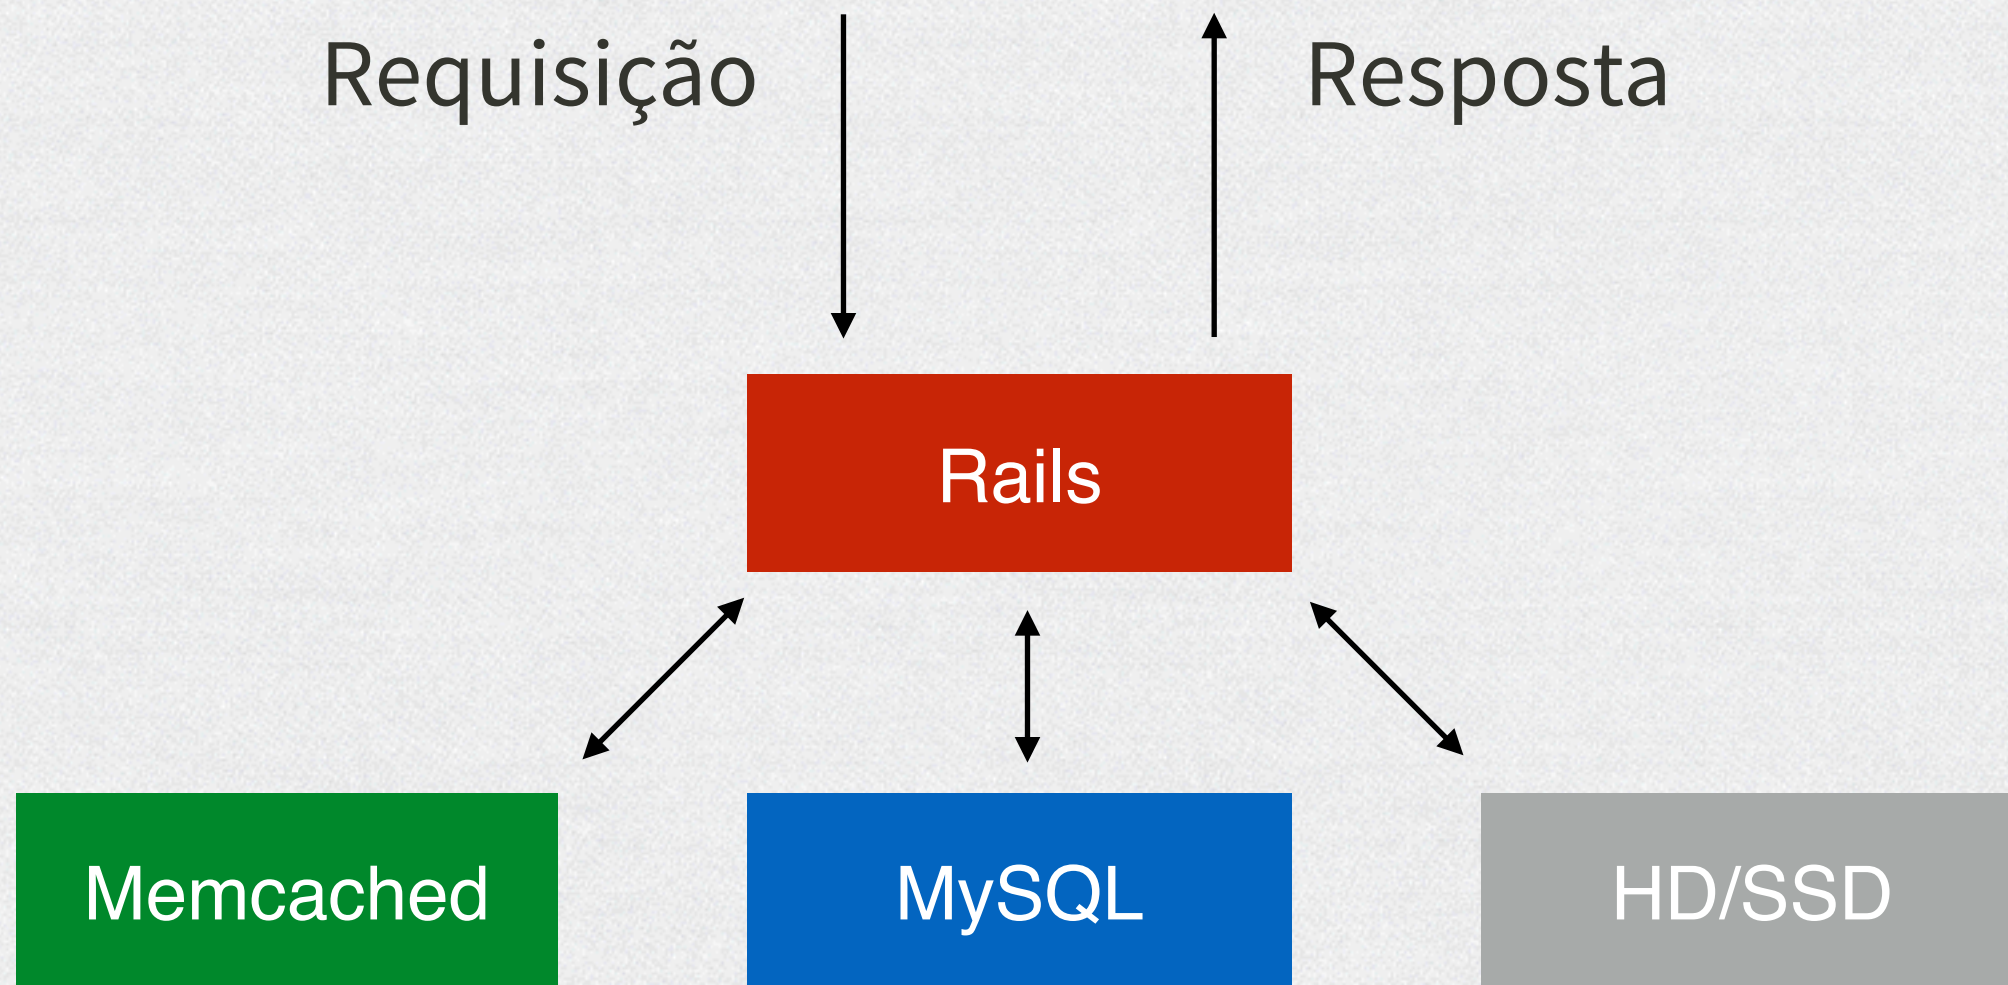 Requisição
Resposta
Rails
Memcached
MySQL
HD/SSD